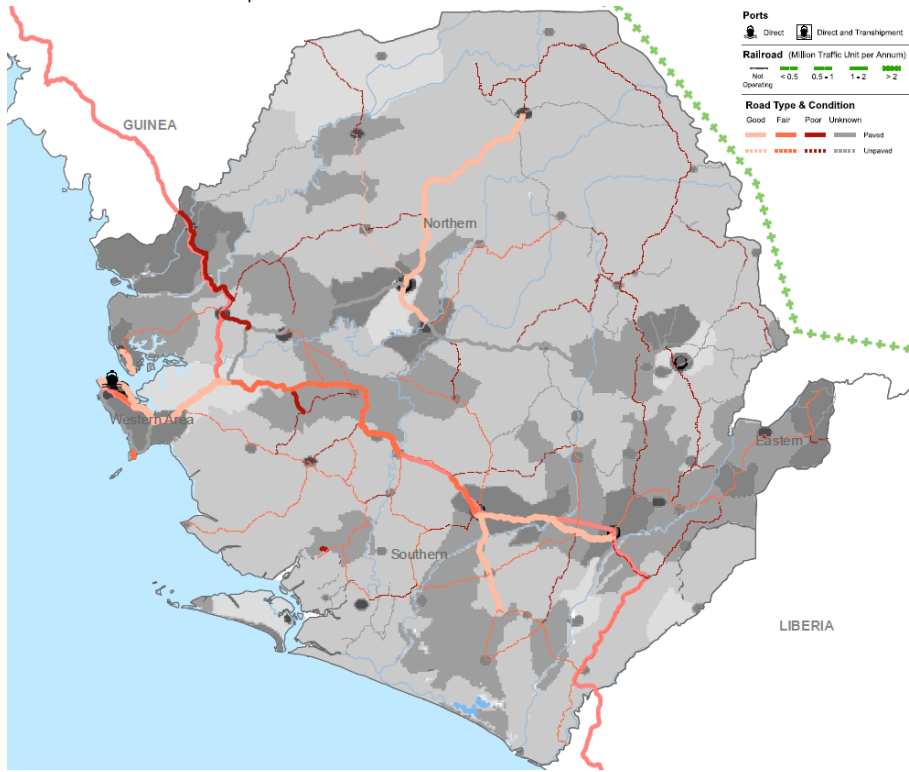 Ports
Direct
Direct and Transhipment
Railroad (Million Traffic Unit per Annum)
Not Operating
< 0.5
0.5 - 1
1 - 2
> 2
Road Type & Condition
Good Fair Poor Unknown
Paved
Unpaved
GUINEA
Northern
Western Area
Eastern
Southern
LIBERIA